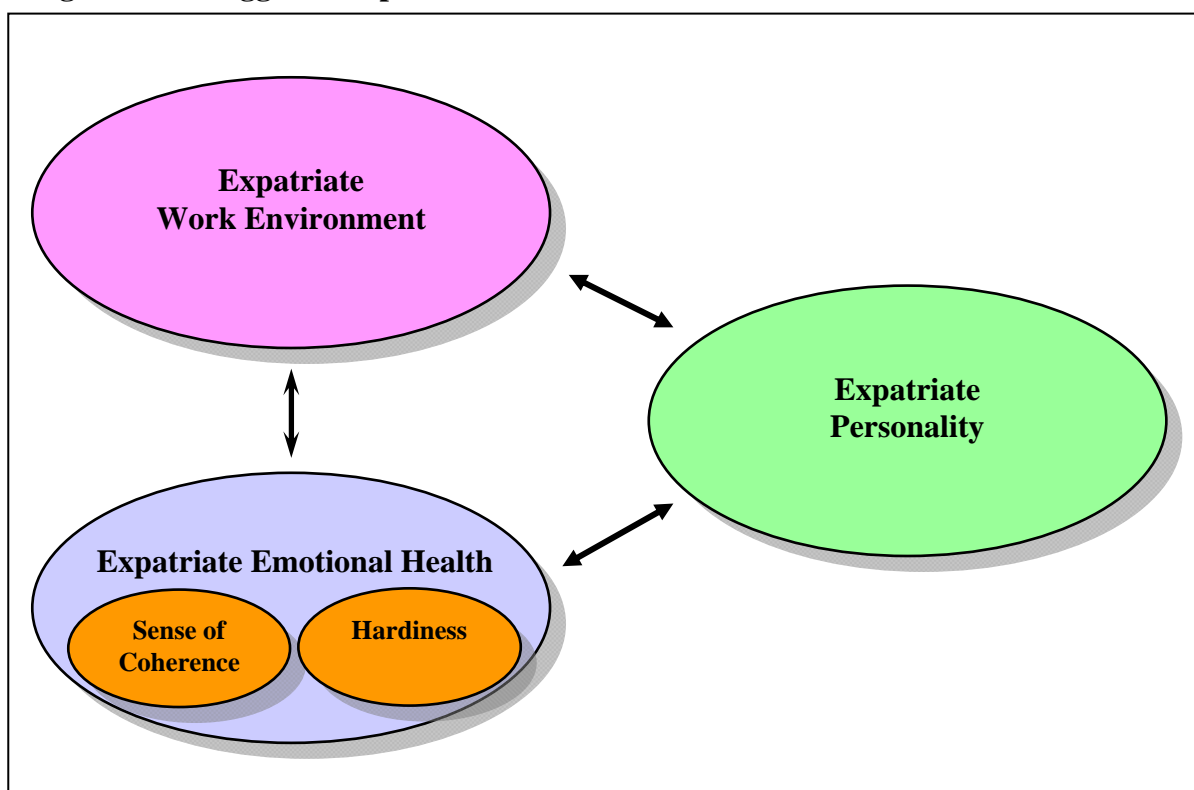 Expatriate
Work Environment
Expatriate
Personality
Expatriate Emotional Health
Sense of
Coherence
Hardiness